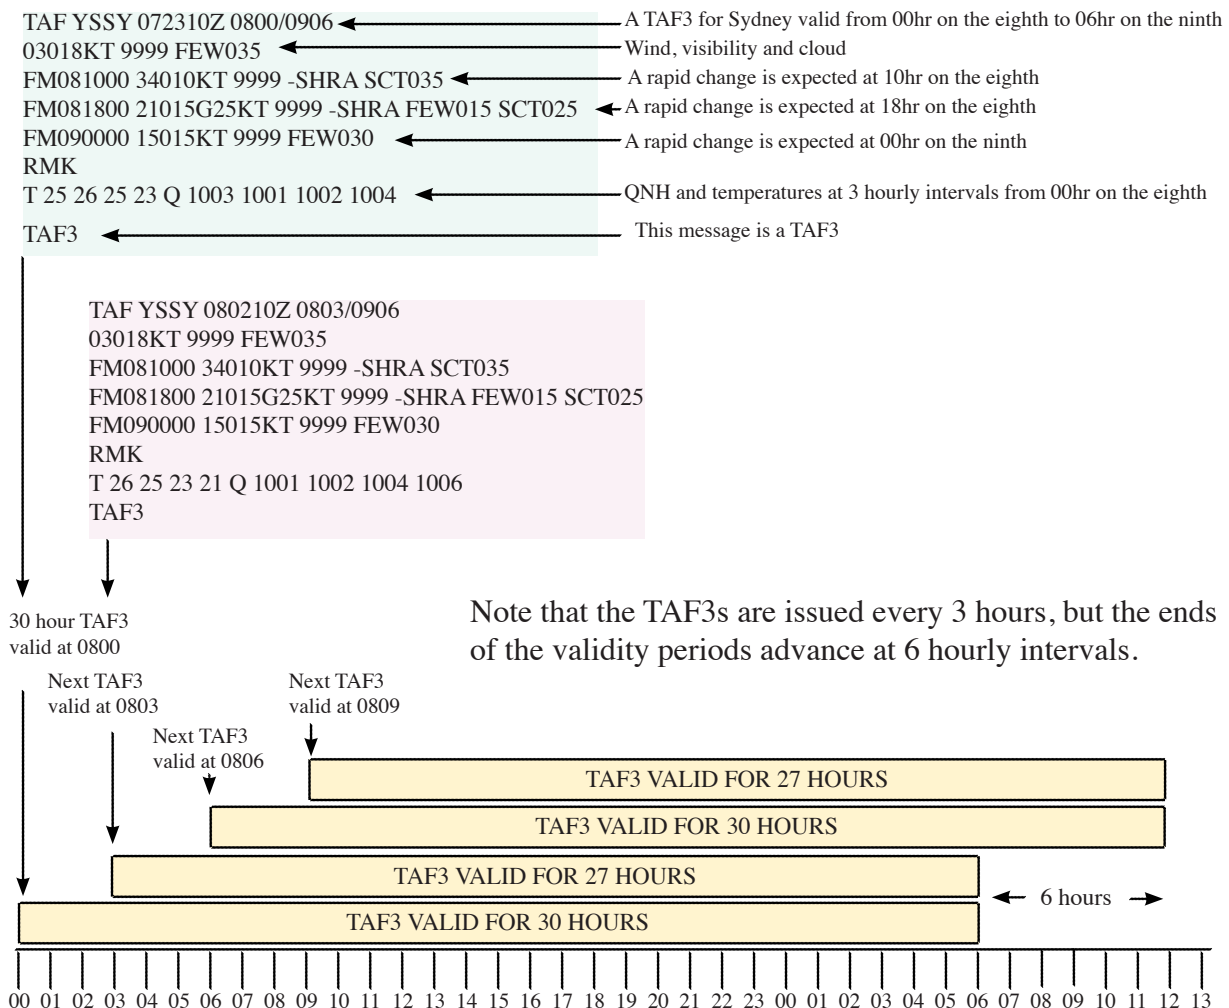 TAF YSSY 072310Z 0800/0906
A TAF3 for Sydney valid from 00hr on the eighth to 06hr on the ninth
03018KT 9999 FEW035
Wind, visibility and cloud
FM081000 34010KT 9999 -SHRA SCT035
A rapid change is expected at 10hr on the eighth
FM081800 21015G25KT 9999 -SHRA FEW015 SCT025
A rapid change is expected at 18hr on the eighth
FM090000 15015KT 9999 FEW030
A rapid change is expected at 00hr on the ninth
RMK
T 25 26 25 23 Q 1003 1001 1002 1004
QNH and temperatures at 3 hourly intervals from 00hr on the eighth
TAF3
This message is a TAF3
TAF YSSY 080210Z 0803/0906
03018KT 9999 FEW035
FM081000 34010KT 9999 -SHRA SCT035
FM081800 21015G25KT 9999 -SHRA FEW015 SCT025
FM090000 15015KT 9999 FEW030
RMK
T 26 25 23 21 Q 1001 1002 1004 1006
TAF3
30 hour TAF3
valid at 0800
Note that the TAF3s are issued every 3 hours, but the ends
of the validity periods advance at 6 hourly intervals.
Next TAF3
valid at 0803
Next TAF3
valid at 0806
Next TAF3
valid at 0809
TAF3 VALID FOR 27 HOURS
TAF3 VALID FOR 30 HOURS
TAF3 VALID FOR 27 HOURS
6 hours
TAF3 VALID FOR 30 HOURS
00 01 02 03 04 05 06 07 08 09 10 11 12 13 14 15 16 17 18 19 20 21 22 23 00 01 02 03 04 05 06 07 08 09 10 11 12 13